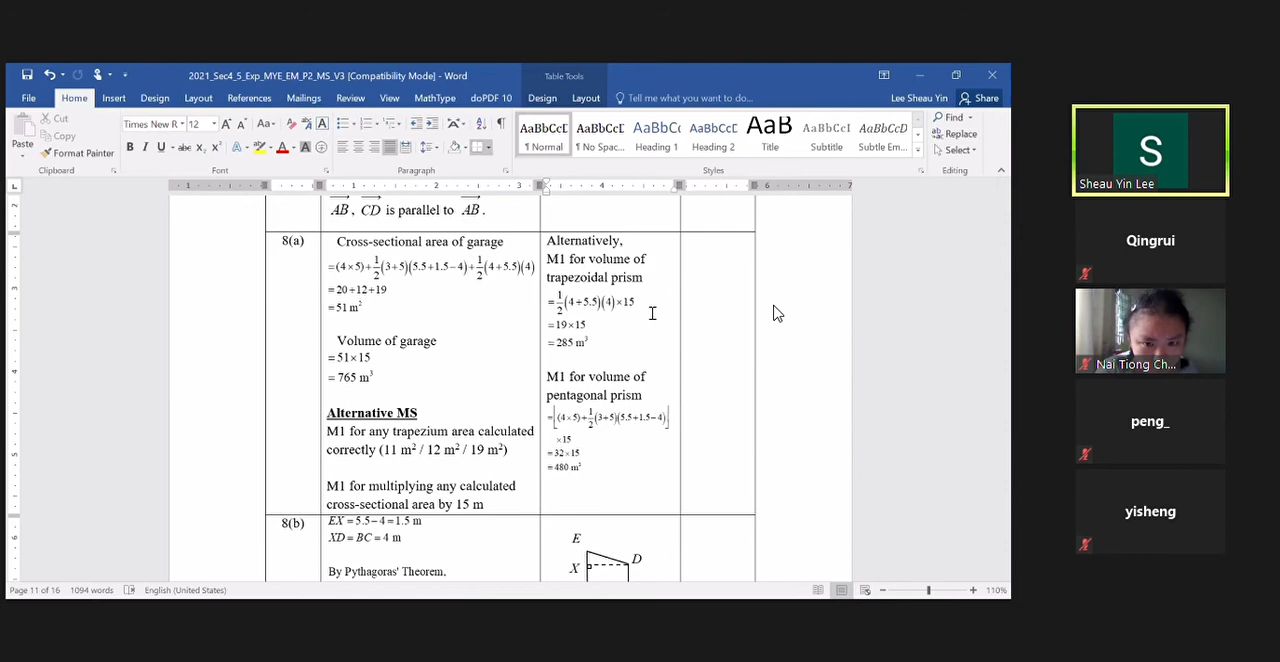 2021_Sec4_5_Exp_MYE_EM_P2_MS_V3 [Compatibility Mode] - Word
Table Tools
File Home Insert Design Layout References Mailings Review View MathType doPDF 10 Design Layout Tell me what you want to do... Lee Sheau Yin Share
Cut
Copy
Format Painter
Paste
Clipboard
Times New R 12
Font
Paragraph
AaBbCcD AaBbCcD AaBbC AaBbCcD AaB AaBbCcD AaBbCcD
¶ Normal ¶ No Spac... Heading 1 Heading 2 Title Subtitle Subtle Em...
Styles
Find
Replace
Select
Editing
AB, CD is parallel to AB.
8(a)
Cross-sectional area of garage
=(4×5)+1/2(3+5)(5.5+1.5−4)+1/2(4+5.5)(4)
=20+12+19
=51 m²
Volume of garage
=51×15
=765 m³
Alternative MS
M1 for any trapezium area calculated
correctly (11 m² / 12 m² / 19 m²)
M1 for multiplying any calculated
cross-sectional area by 15 m
Alternatively,
M1 for volume of
trapezoidal prism
=1/2(4+5.5)(4)×15
=19×15
=285 m³
M1 for volume of
pentagonal prism
=[(4×5)+1/2(3+5)(5.5+1.5−4)]
×15
=32×15
=480 m³
8(b)
EX = 5.5−4 = 1.5 m
XD = BC = 4 m
By Pythagoras' Theorem,
E
D
X
Page 11 of 16 1094 words English (United States) 110%
S
Sheau Yin Lee
Qingrui
Nai Tiong Ch...
peng_
yisheng